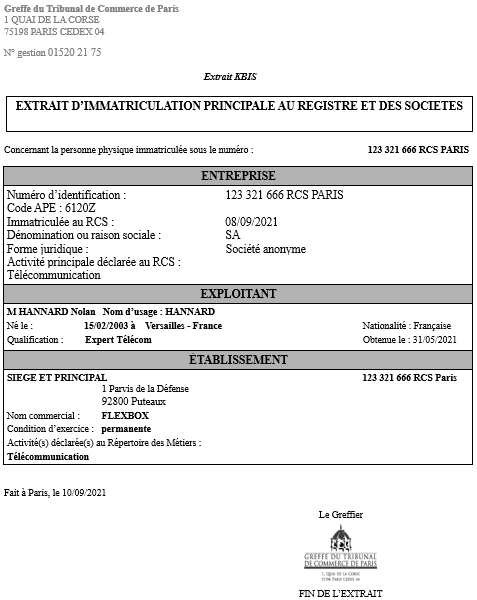 Greffe du Tribunal de Commerce de Paris
1 QUAI DE LA CORSE
75198 PARIS CEDEX 04
N° gestion 01520 21 75
Extrait KBIS
EXTRAIT D'IMMATRICULATION PRINCIPALE AU REGISTRE ET DES SOCIETES
Concernant la personne physique immatriculée sous le numéro : 123 321 666 RCS PARIS
ENTREPRISE
Numéro d'identification : 123 321 666 RCS PARIS
Code APE : 6120Z
Immatriculée au RCS : 08/09/2021
Dénomination ou raison sociale : SA
Forme juridique : Société anonyme
Activité principale déclarée au RCS :
Télécommunication
EXPLOITANT
M HANNARD Nolan Nom d'usage : HANNARD
Né le : 15/02/2003 à Versailles - France Nationalité : Française
Qualification : Expert Télécom Obtenue le : 31/05/2021
ÉTABLISSEMENT
SIEGE ET PRINCIPAL 123 321 666 RCS Paris
1 Parvis de la Défense
92800 Puteaux
Nom commercial : FLEXBOX
Condition d'exercice : permanente
Activité(s) déclarée(s) au Répertoire des Métiers :
Télécommunication
Fait à Paris, le 10/09/2021
Le Greffier
GREFFE DU TRIBUNAL
DE COMMERCE DE PARIS
1, QUAI DE LA CORSE
75198 PARIS CEDEX 04
FIN DE L'EXTRAIT